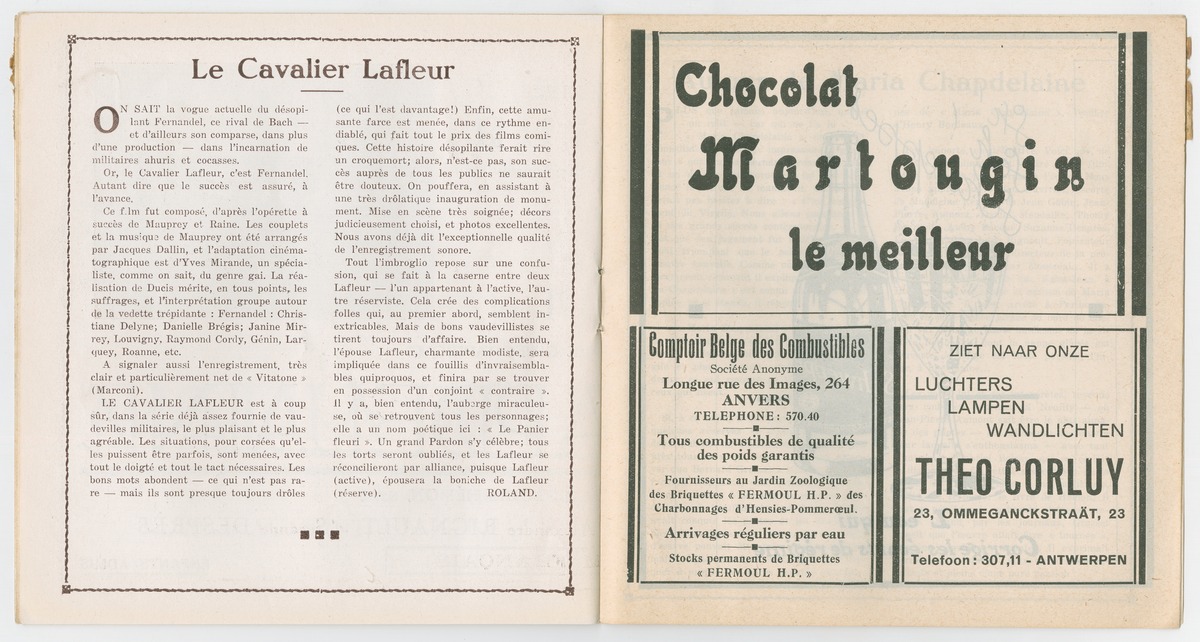 Le Cavalier Lafleur
ON SAIT la vogue actuelle du désopi-
lant Fernandel, ce rival de Bach —
et d'ailleurs son comparse, dans plus
d'une production — dans l'incarnation de
militaires ahuris et cocasses.
Or, le Cavalier Lafleur, c'est Fernandel.
Autant dire que le succès est assuré, à
l'avance.
Ce film fut composé, d'après l'opérette à
succès de Mauprey et Raine. Les couplets
et la musique de Mauprey ont été arrangés
par Jacques Dallin, et l'adaptation cinéma-
tographique est d'Yves Mirande, un spécia-
liste, comme on sait, du genre gai. La réa-
lisation de Ducis mérite, en tous points, les
suffrages, et l'interprétation groupe autour
de la vedette trépidante : Fernandel : Chris-
tiane Delyne; Danielle Brégis; Janine Mir-
rey, Louvigny, Raymond Cordy, Génin, Lar-
quey, Roanne, etc.
A signaler aussi l'enregistrement, très
clair et particulièrement net de « Vitatone »
(Marconi).
LE CAVALIER LAFLEUR est à coup
sûr, dans la série déjà assez fournie de vau-
devilles militaires, le plus plaisant et le plus
agréable. Les situations, pour corsées qu'el-
les puissent être parfois, sont menées, avec
tout le doigté et tout le tact nécessaires. Les
bons mots abondent — ce qui n'est pas ra-
re — mais ils sont presque toujours drôles
(ce qui l'est davantage!) Enfin, cette amu-
sante farce est menée, dans ce rythme en-
diablé, qui fait tout le prix des films comi-
ques. Cette histoire désopilante ferait rire
un croquemort; alors, n'est-ce pas, son suc-
cès auprès de tous les publics ne saurait
être douteux. On pouffera, en assistant à
une très drôlatique inauguration de monu-
ment. Mise en scène très soignée; décors
judicieusement choisi, et photos excellentes.
Nous avons déjà dit l'exceptionnelle qualité
de l'enregistrement sonore.
Tout l'imbroglio repose sur une confu-
sion, qui se fait à la caserne entre deux
Lafleur — l'un appartenant à l'active, l'au-
tre réserviste. Cela crée des complications
folles qui, au premier abord, semblent in-
extricables. Mais de bons vaudevillistes se
tirent toujours d'affaire. Bien entendu,
l'épouse Lafleur, charmante modiste, sera
impliquée dans ce fouillis d'invraisembla-
bles quiproquos, et finira par se trouver
en possession d'un conjoint « contraire ».
Il y a, bien entendu, l'auberge miraculeu-
se, où se retrouvent tous les personnages;
elle a un nom poétique ici : « Le Panier
fleuri ». Un grand Pardon s'y célèbre; tous
les torts seront oubliés, et les Lafleur se
réconcilieront par alliance, puisque Lafleur
(active), épousera la boniche de Lafleur
(réserve). ROLAND.
Chocolat
Martougin
le meilleur
Comptoir Belge des Combustibles
Société Anonyme
Longue rue des Images, 264
ANVERS
TELEPHONE : 570.40
Tous combustibles de qualité
des poids garantis
Fournisseurs au Jardin Zoologique
des Briquettes « FERMOUL H.P. » des
Charbonnages d'Hensies-Pommerœul.
Arrivages réguliers par eau
Stocks permanents de Briquettes
« FERMOUL H.P. »
ZIET NAAR ONZE
LUCHTERS
LAMPEN
WANDLICHTEN
THEO CORLUY
23, OMMEGANCKSTRAÄT, 23
Telefoon : 307,11 - ANTWERPEN